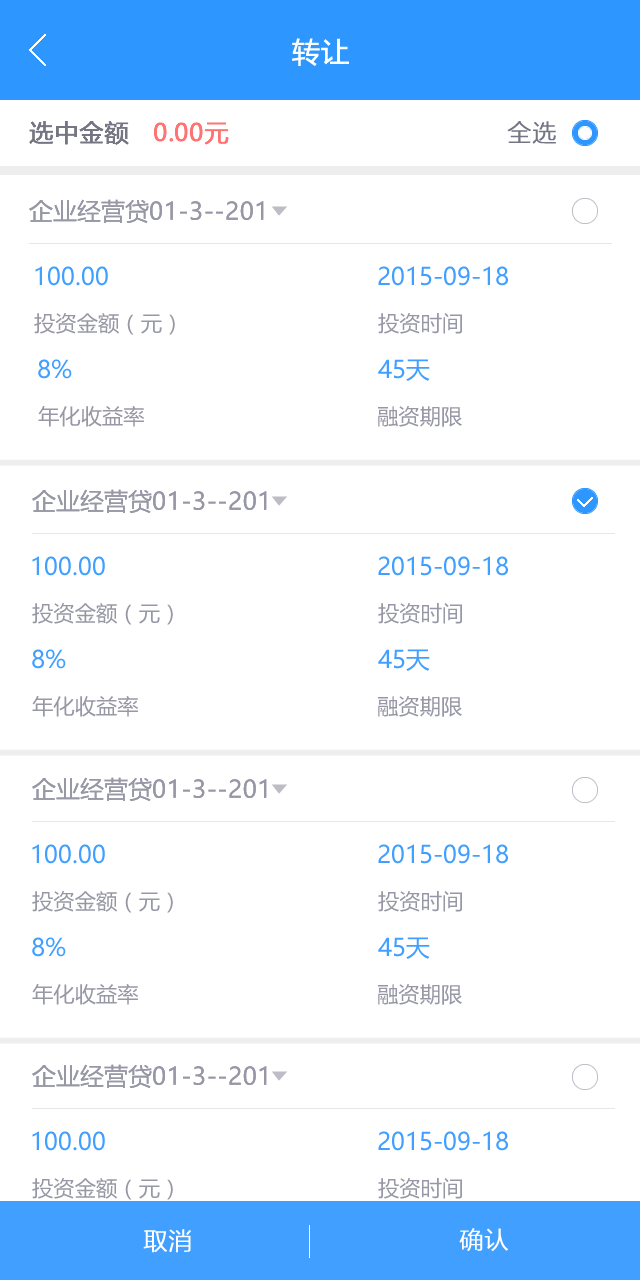 转让
选中金额 0.00元 全选
企业经营贷01-3--201
100.00 2015-09-18
投资金额（元） 投资时间
8% 45天
年化收益率 融资期限
企业经营贷01-3--201
100.00 2015-09-18
投资金额（元） 投资时间
8% 45天
年化收益率 融资期限
企业经营贷01-3--201
100.00 2015-09-18
投资金额（元） 投资时间
8% 45天
年化收益率 融资期限
企业经营贷01-3--201
100.00 2015-09-18
投资金额（元） 投资时间
取消 确认